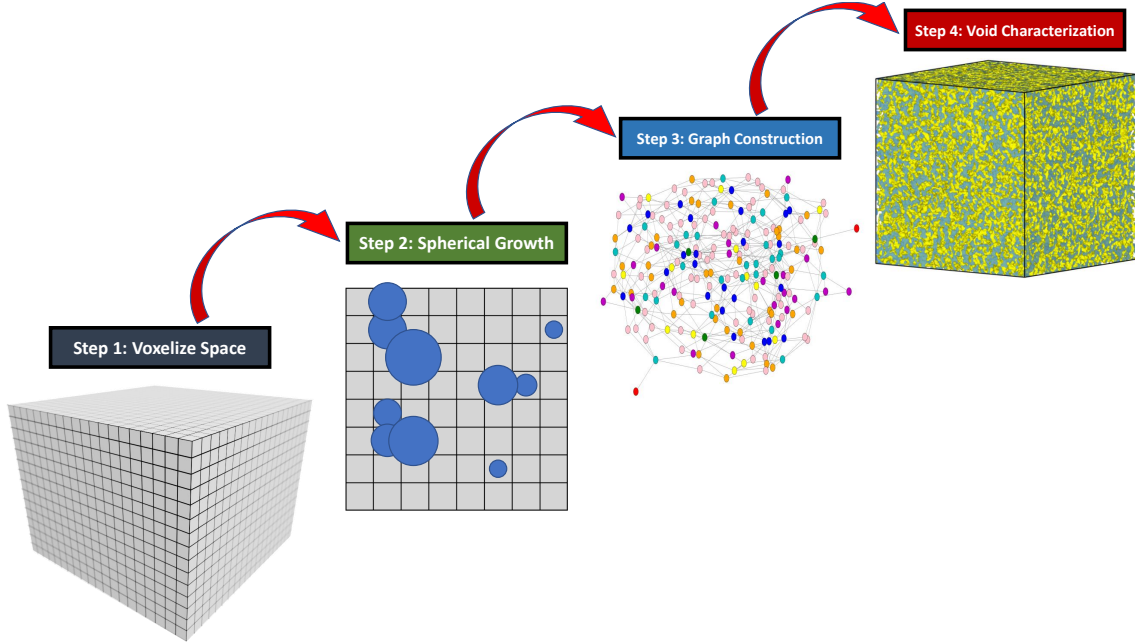 Step 1: Voxelize Space
Step 2: Spherical Growth
Step 3: Graph Construction
Step 4: Void Characterization